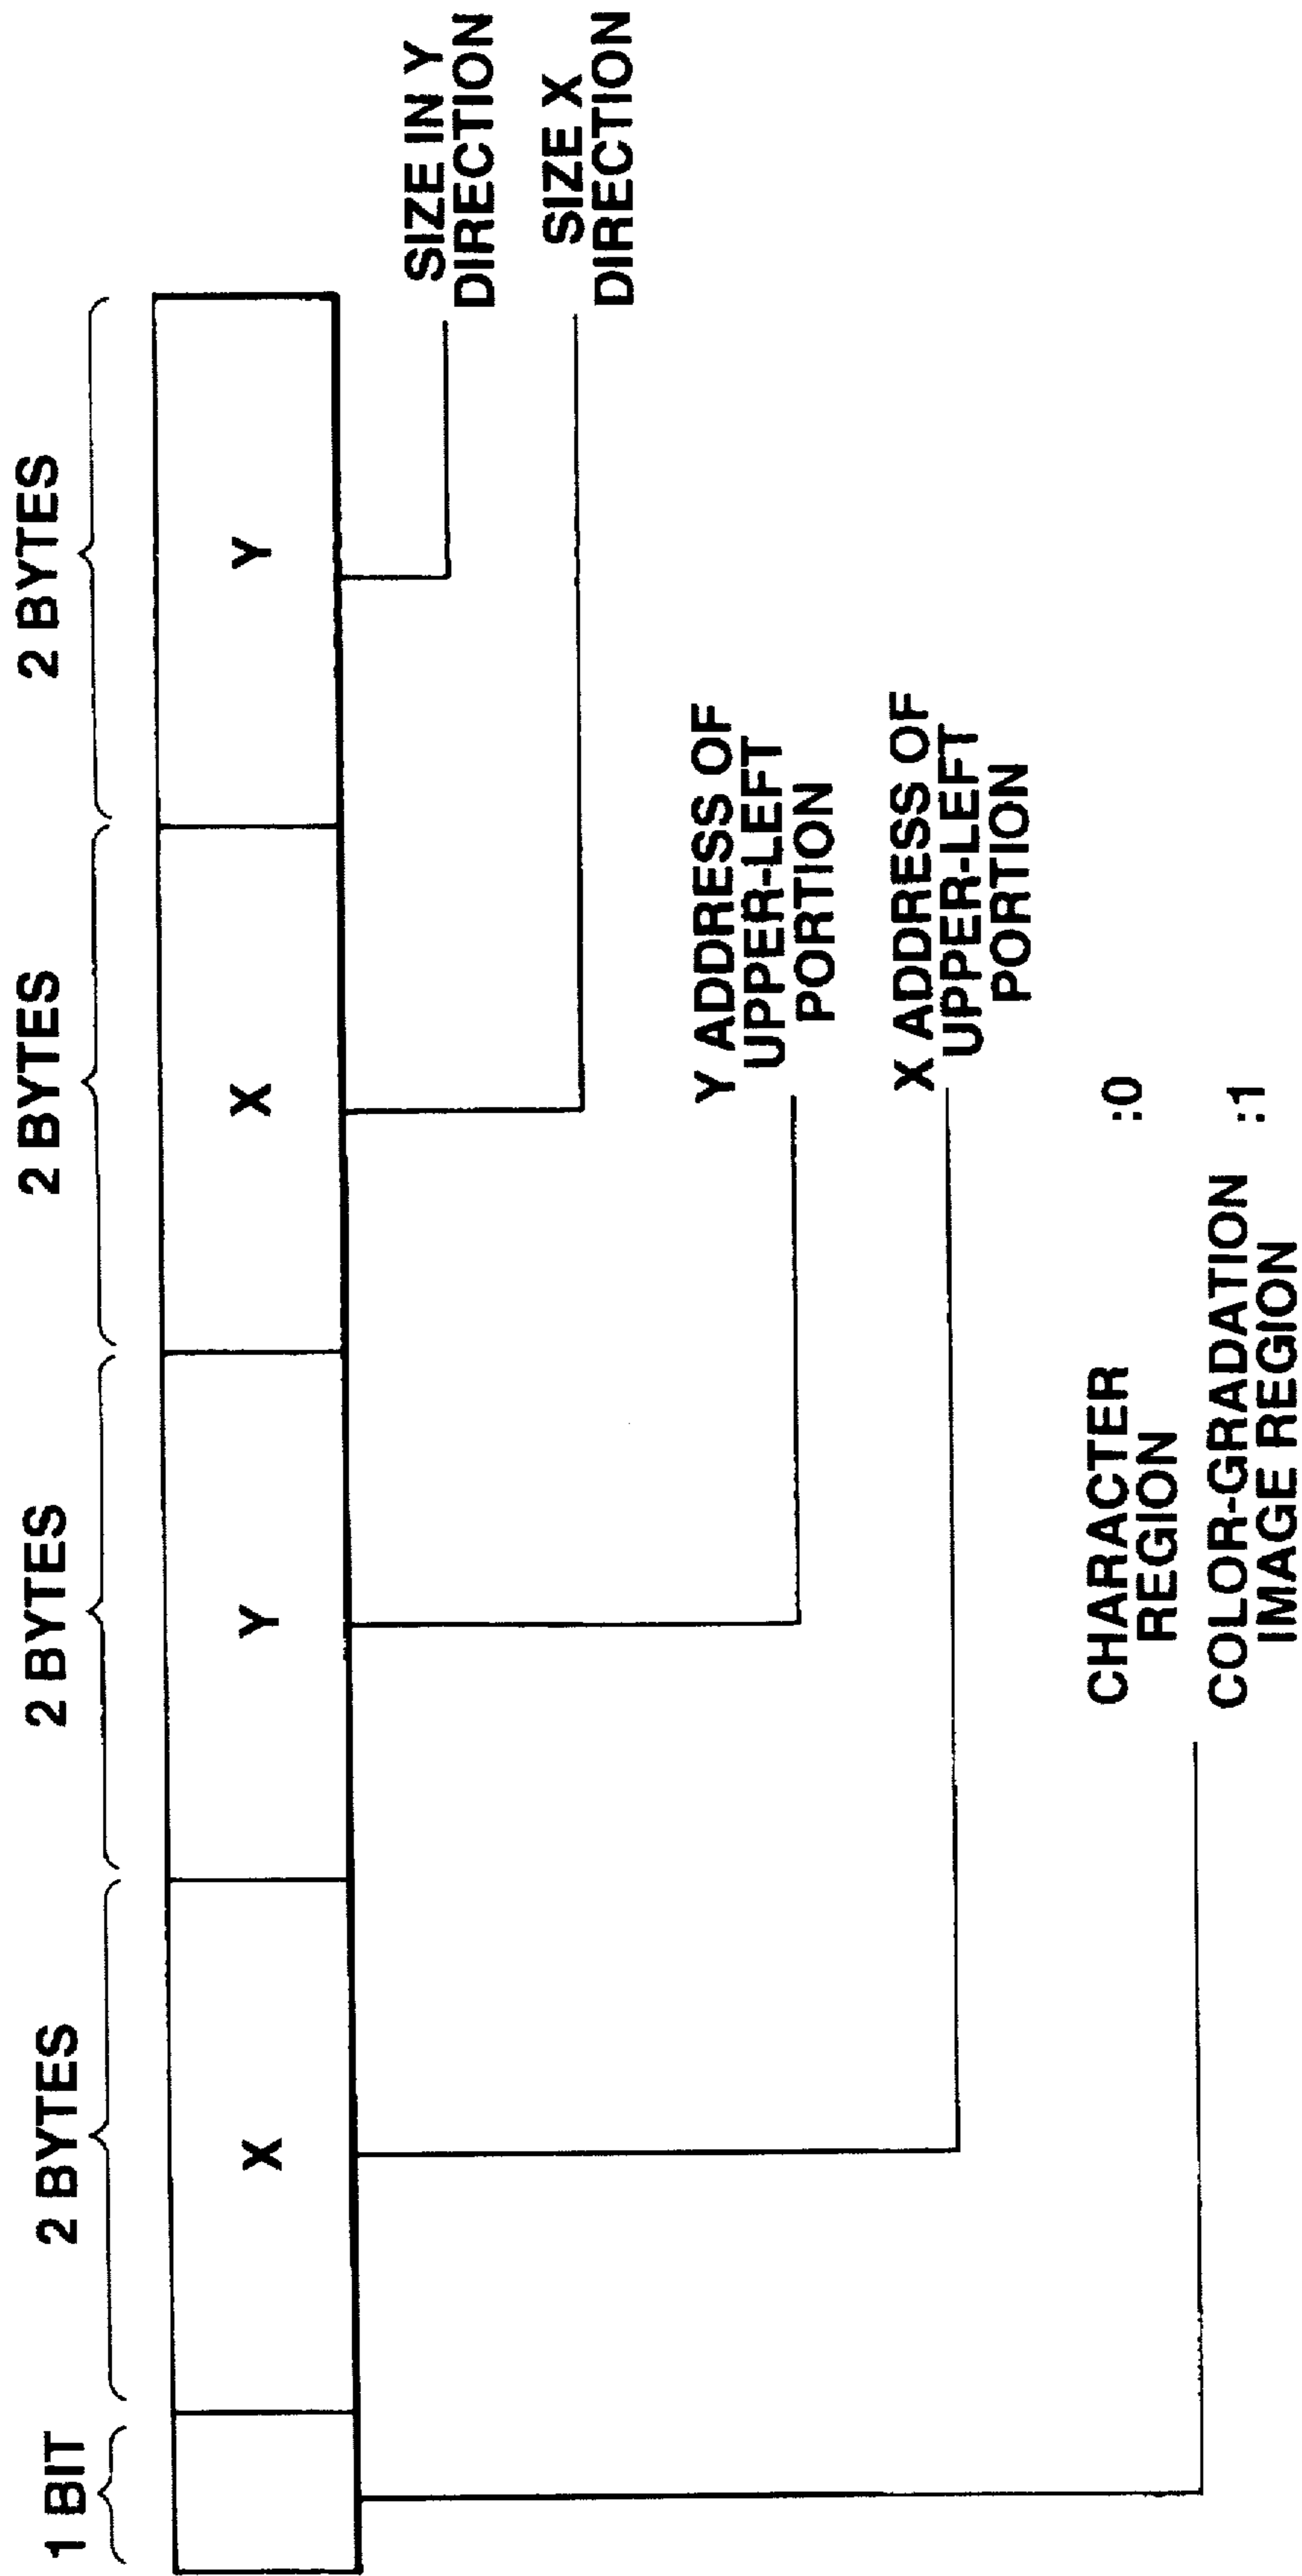 1 BIT
2 BYTES
2 BYTES
2 BYTES
2 BYTES
X
Y
X
Y
SIZE IN Y
DIRECTION
SIZE X
DIRECTION
Y ADDRESS OF
UPPER-LEFT
PORTION
X ADDRESS OF
UPPER-LEFT
PORTION
CHARACTER :0
REGION
COLOR-GRADATION :1
IMAGE REGION